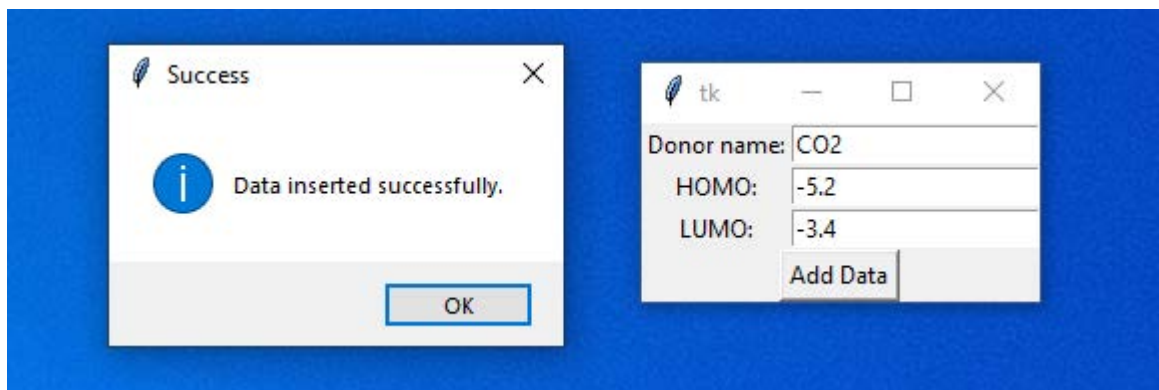 Success
Data inserted successfully.
OK
tk
Donor name: CO2
HOMO: -5.2
LUMO: -3.4
Add Data